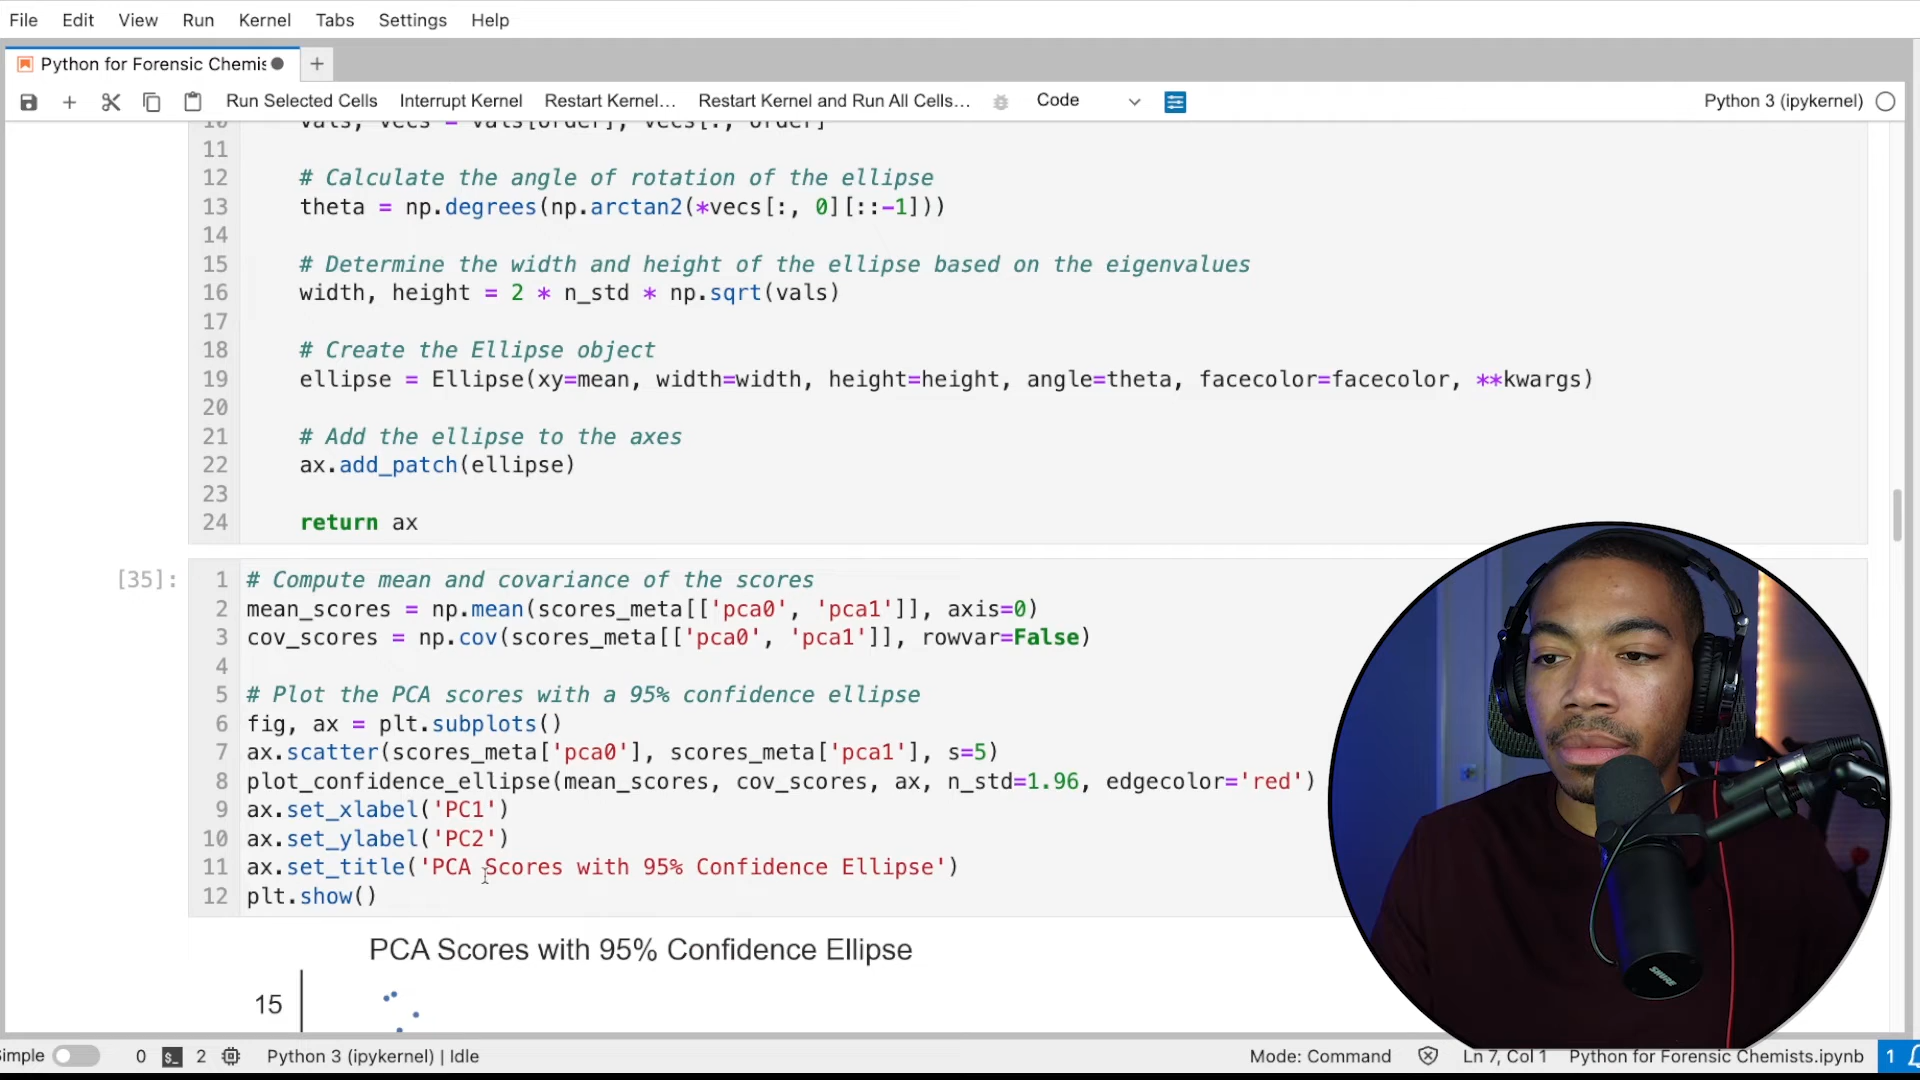 File Edit View Run Kernel Tabs Settings Help
Python for Forensic Chemis
Run Selected Cells Interrupt Kernel Restart Kernel… Restart Kernel and Run All Cells… Code Python 3 (ipykernel)
10 vals, vecs = vals[order], vecs[:, order]
11
12 # Calculate the angle of rotation of the ellipse
13 theta = np.degrees(np.arctan2(*vecs[:, 0][::-1]))
14
15 # Determine the width and height of the ellipse based on the eigenvalues
16 width, height = 2 * n_std * np.sqrt(vals)
17
18 # Create the Ellipse object
19 ellipse = Ellipse(xy=mean, width=width, height=height, angle=theta, facecolor=facecolor, **kwargs)
20
21 # Add the ellipse to the axes
22 ax.add_patch(ellipse)
23
24 return ax
[35]: 1 # Compute mean and covariance of the scores
2 mean_scores = np.mean(scores_meta[['pca0', 'pca1']], axis=0)
3 cov_scores = np.cov(scores_meta[['pca0', 'pca1']], rowvar=False)
4
5 # Plot the PCA scores with a 95% confidence ellipse
6 fig, ax = plt.subplots()
7 ax.scatter(scores_meta['pca0'], scores_meta['pca1'], s=5)
8 plot_confidence_ellipse(mean_scores, cov_scores, ax, n_std=1.96, edgecolor='red')
9 ax.set_xlabel('PC1')
10 ax.set_ylabel('PC2')
11 ax.set_title('PCA Scores with 95% Confidence Ellipse')
12 plt.show()
PCA Scores with 95% Confidence Ellipse
15
SHURE
imple 0 $_ 2 Python 3 (ipykernel) | Idle Mode: Command Ln 7, Col 1 Python for Forensic Chemists.ipynb 1